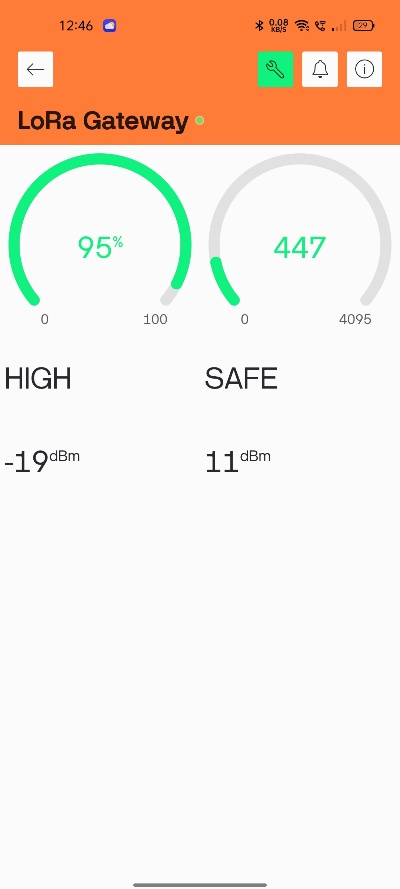 12:46
0.08
KB/S
29
LoRa Gateway
95%
447
0 100
0 4095
HIGH
SAFE
-19dBm
11dBm